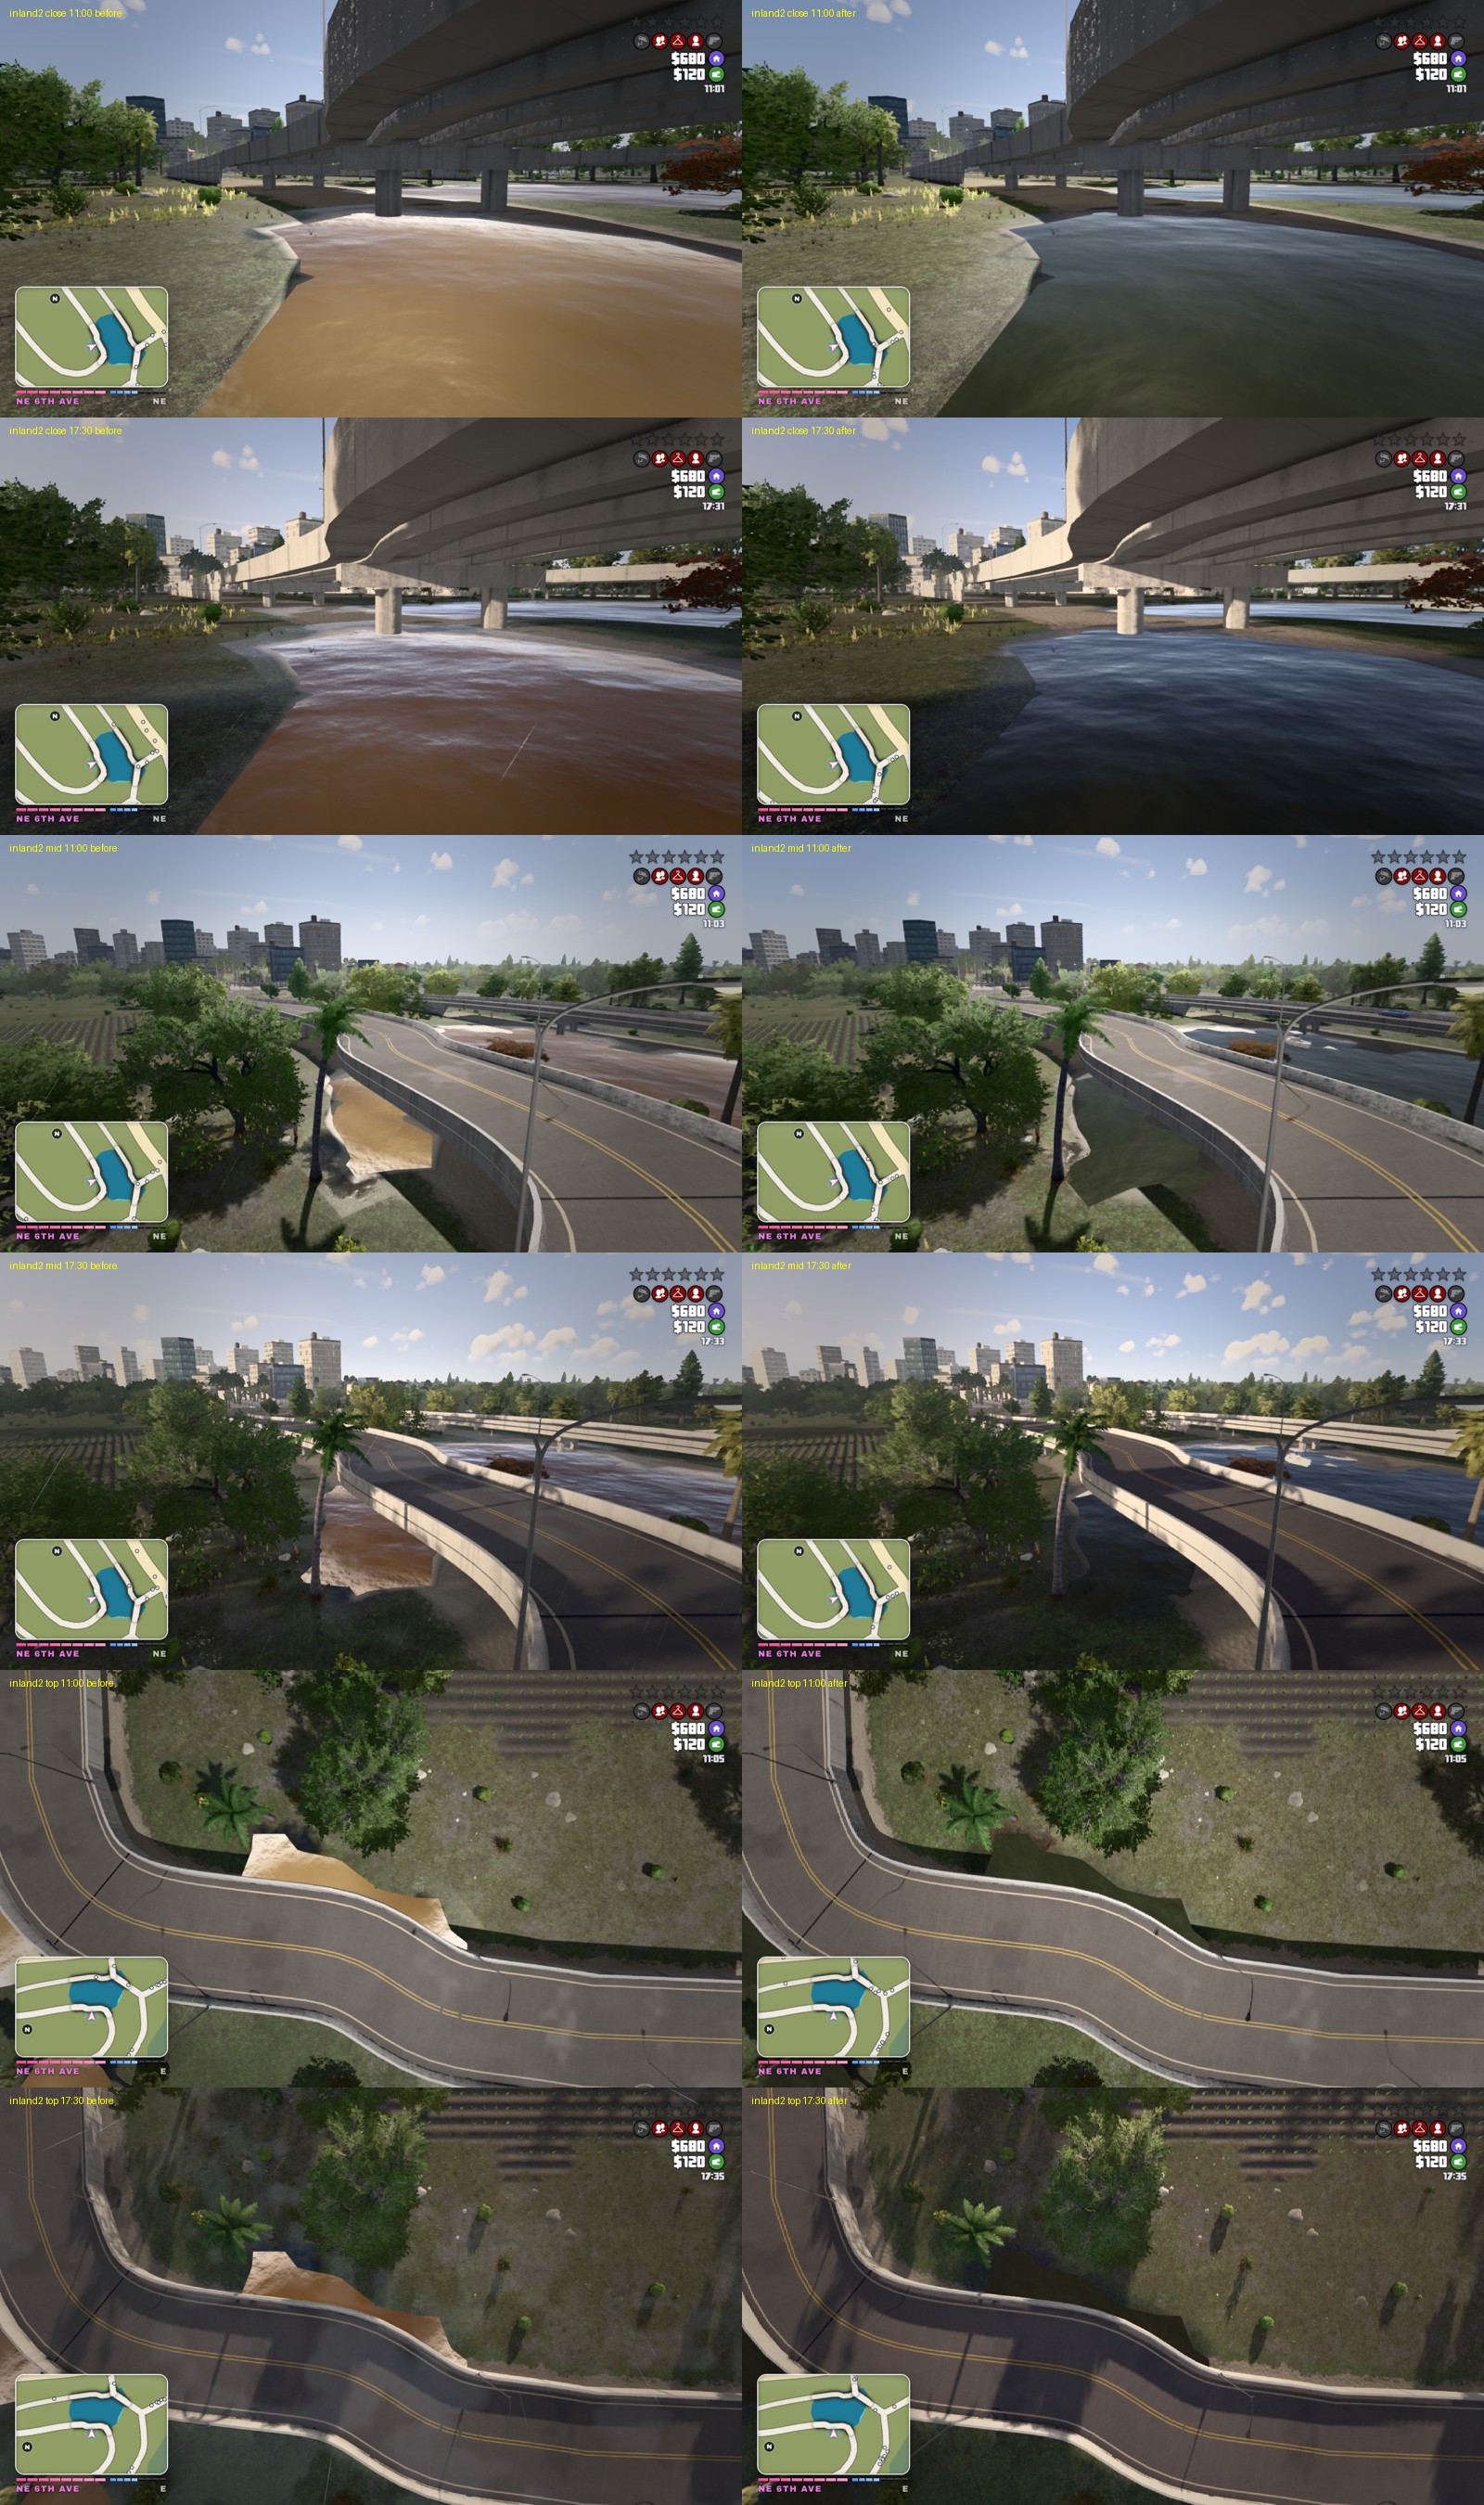 inland2 close 11:00 before
$680
$120
11:01
N
NE 6TH AVE
NE
inland2 close 11:00 after
$680
$120
11:01
N
NE 6TH AVE
NE
inland2 close 17:30 before
$680
$120
17:31
N
NE 6TH AVE
NE
inland2 close 17:30 after
$680
$120
17:31
N
NE 6TH AVE
NE
inland2 mid 11:00 before
$680
$120
11:03
N
NE 6TH AVE
NE
inland2 mid 11:00 after
$680
$120
11:03
N
NE 6TH AVE
NE
inland2 mid 17:30 before
$680
$120
17:33
N
NE 6TH AVE
NE
inland2 mid 17:30 after
$680
$120
17:33
N
NE 6TH AVE
NE
inland2 top 11:00 before
$680
$120
11:05
N
NE 6TH AVE
E
inland2 top 11:00 after
$680
$120
11:05
N
NE 6TH AVE
E
inland2 top 17:30 before
$680
$120
17:35
N
NE 6TH AVE
E
inland2 top 17:30 after
$680
$120
17:35
N
NE 6TH AVE
E